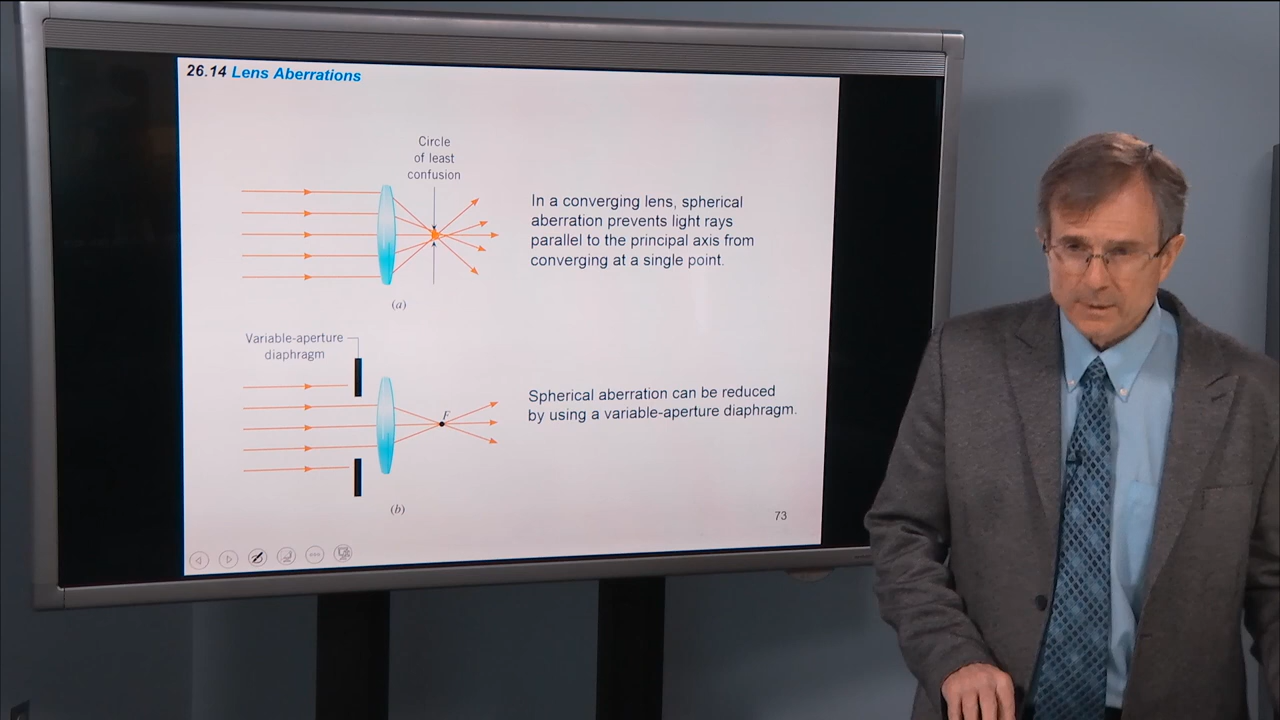 26.14 Lens Aberrations
Circle
of least
confusion
In a converging lens, spherical
aberration prevents light rays
parallel to the principal axis from
converging at a single point.
(a)
Variable-aperture
diaphragm
F
Spherical aberration can be reduced
by using a variable-aperture diaphragm.
(b)
73